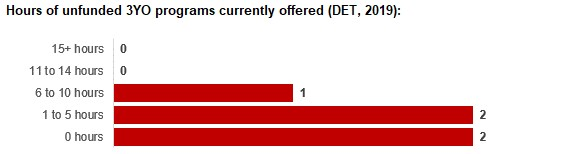 Hours of unfunded 3YO programs currently offered (DET, 2019):
15+ hours 0
11 to 14 hours 0
6 to 10 hours 1
1 to 5 hours 2
0 hours 2